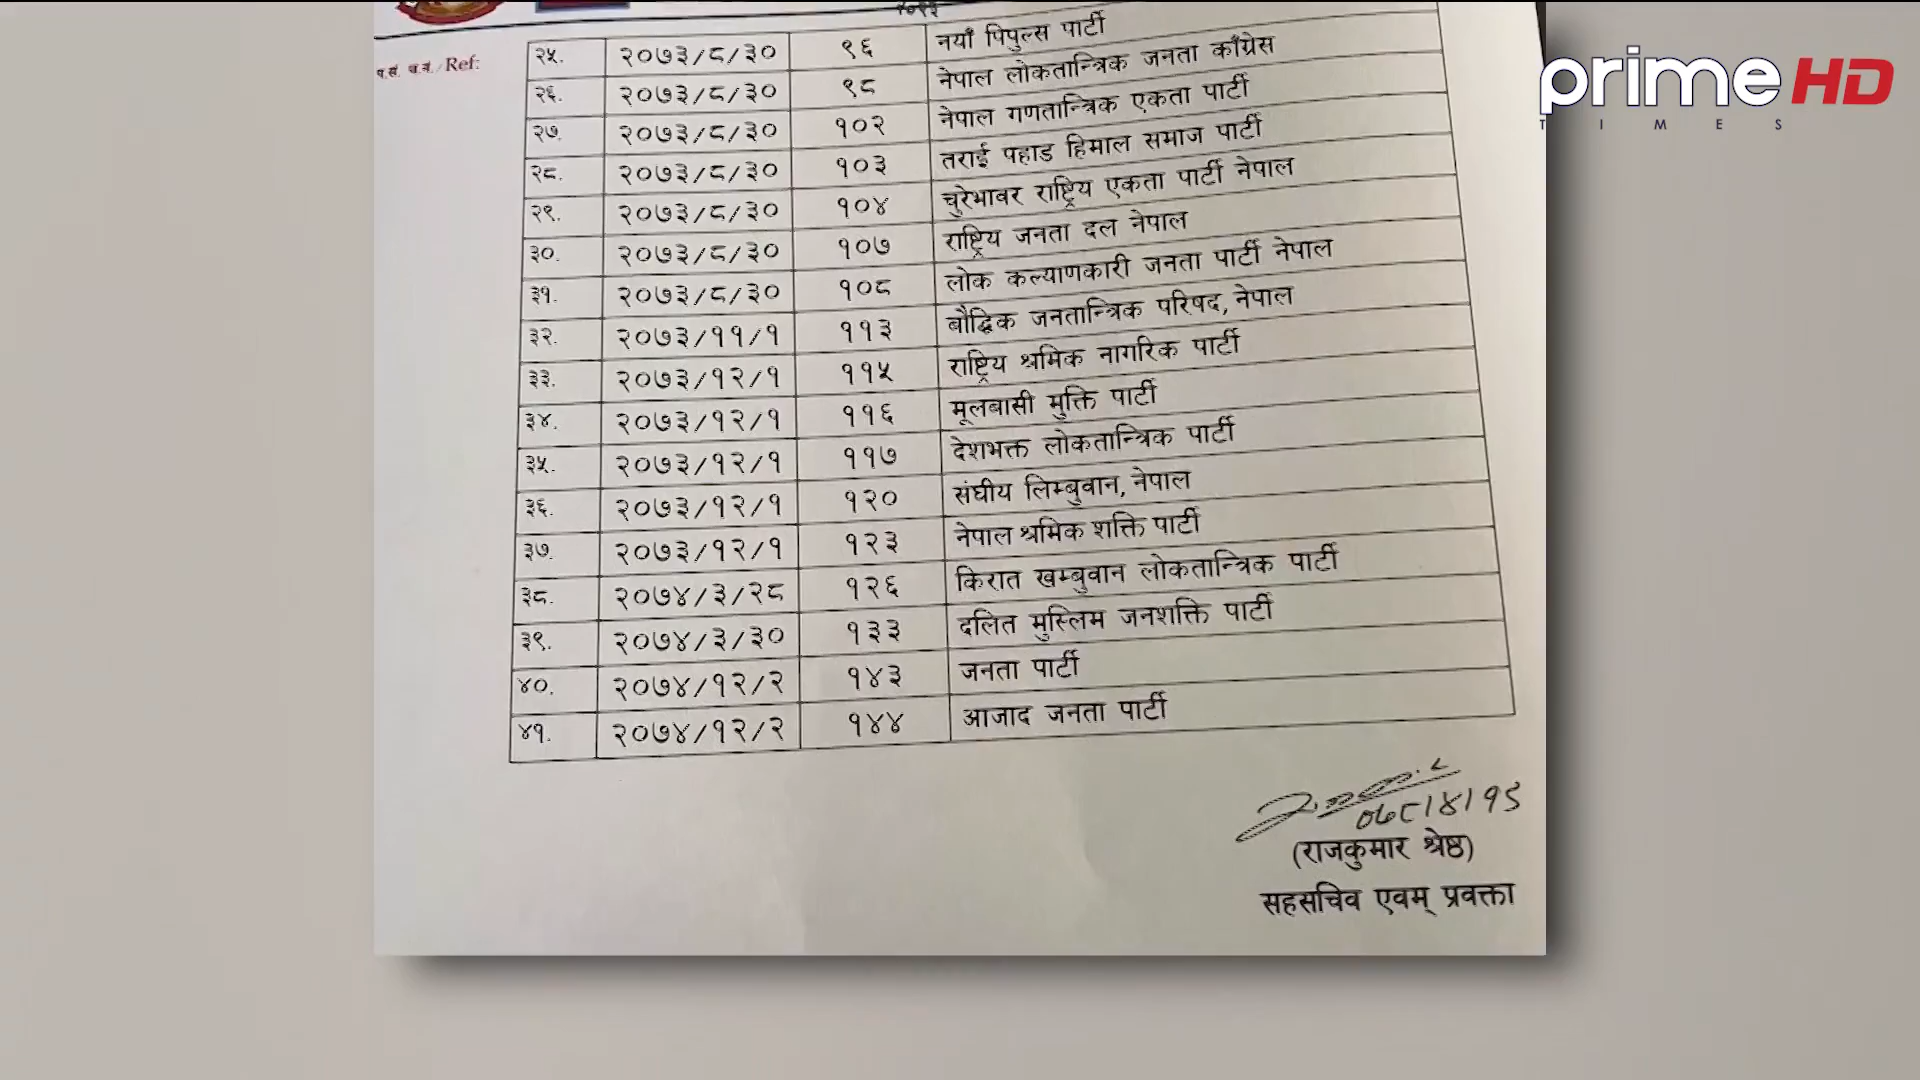 prime HD
TIMES
प.सं. च.नं./Ref:
२५. २०७३/८/३० ९६ नयाँ पिपुल्स पार्टी
२६. २०७३/८/३० ९८ नेपाल लोकतान्त्रिक जनता काँग्रेस
२७. २०७३/८/३० १०२ नेपाल गणतान्त्रिक एकता पार्टी
२८. २०७३/८/३० १०३ तराई पहाड हिमाल समाज पार्टी
२९. २०७३/८/३० १०४ चुरेभावर राष्ट्रिय एकता पार्टी नेपाल
३०. २०७३/८/३० १०७ राष्ट्रिय जनता दल नेपाल
३१. २०७३/८/३० १०८ लोक कल्याणकारी जनता पार्टी नेपाल
३२. २०७३/११/१ ११३ बौद्धिक जनतान्त्रिक परिषद, नेपाल
३३. २०७३/१२/१ ११५ राष्ट्रिय श्रमिक नागरिक पार्टी
३४. २०७३/१२/१ ११६ मूलबासी मुक्ति पार्टी
३५. २०७३/१२/१ ११७ देशभक्त लोकतान्त्रिक पार्टी
३६. २०७३/१२/१ १२० संघीय लिम्बुवान, नेपाल
३७. २०७३/१२/१ १२३ नेपाल श्रमिक शक्ति पार्टी
३८. २०७४/३/२८ १२६ किरात खम्बुवान लोकतान्त्रिक पार्टी
३९. २०७४/३/३० १३३ दलित मुस्लिम जनशक्ति पार्टी
४०. २०७४/१२/२ १४३ जनता पार्टी
४१. २०७४/१२/२ १४४ आजाद जनता पार्टी
(राजकुमार श्रेष्ठ)
सहसचिव एवम् प्रवक्ता